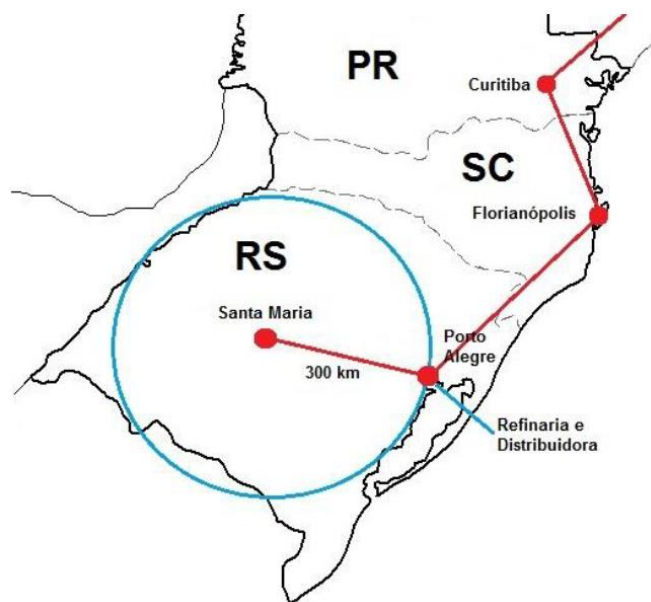 PR
Curitiba
SC
Florianópolis
RS
Santa Maria
Porto
Alegre
300 km
Refinaria e
Distribuidora